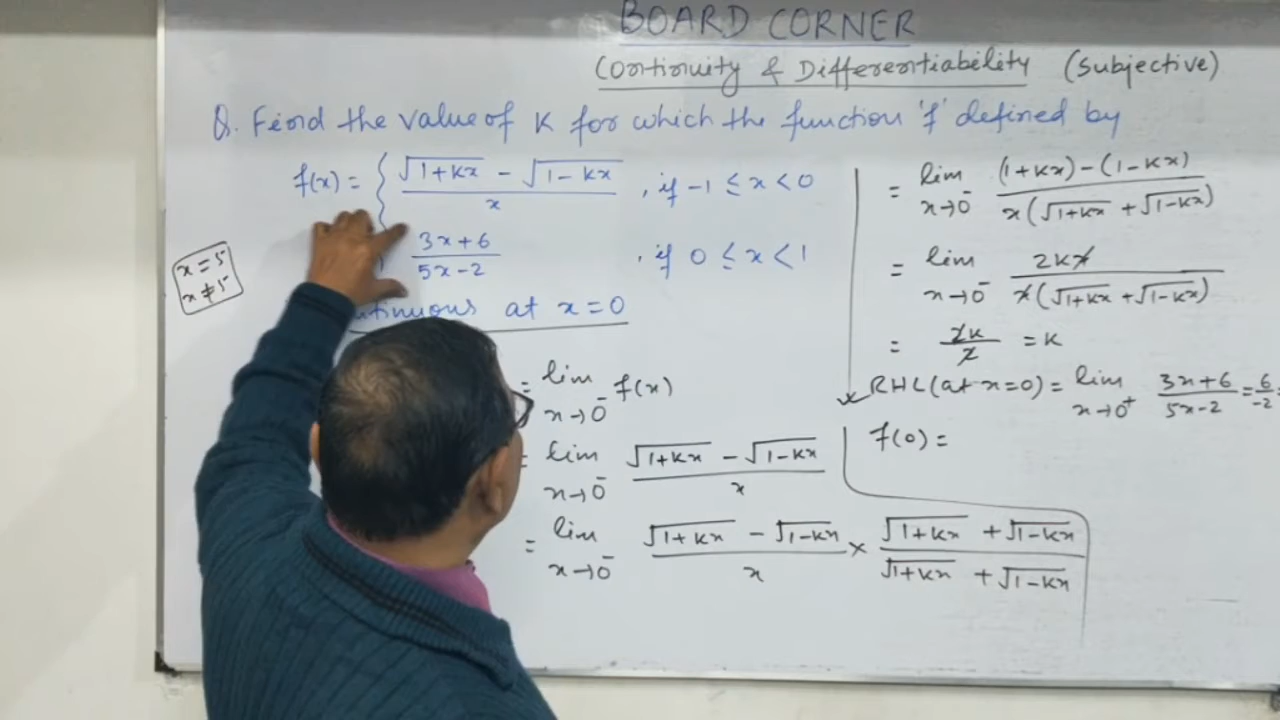 BOARD CORNER
Continuity & Differentiability (Subjective)
Q. Find the value of K for which the function 'f' defined by
f(x) = { (√(1+Kx) - √(1-Kx)) / x , if -1 ≤ x < 0
(3x+6) / (5x-2) , if 0 ≤ x < 1
at x = 0
x = 5
x ≠ 5
= lim x→0⁻ f(x)
= lim x→0⁻ (√(1+Kx) - √(1-Kx)) / x
= lim x→0⁻ (√(1+Kx) - √(1-Kx)) / x × (√(1+Kx) + √(1-Kx)) / (√(1+Kx) + √(1-Kx))
= lim x→0⁻ ((1+Kx)-(1-Kx)) / (x(√(1+Kx) + √(1-Kx)))
= lim x→0⁻ 2Kx / (x(√(1+Kx) + √(1-Kx)))
= 2K / 2 = K
RHL (at x=0) = lim x→0⁺ (3x+6) / (5x-2) = 6 / -2 =
f(0) =